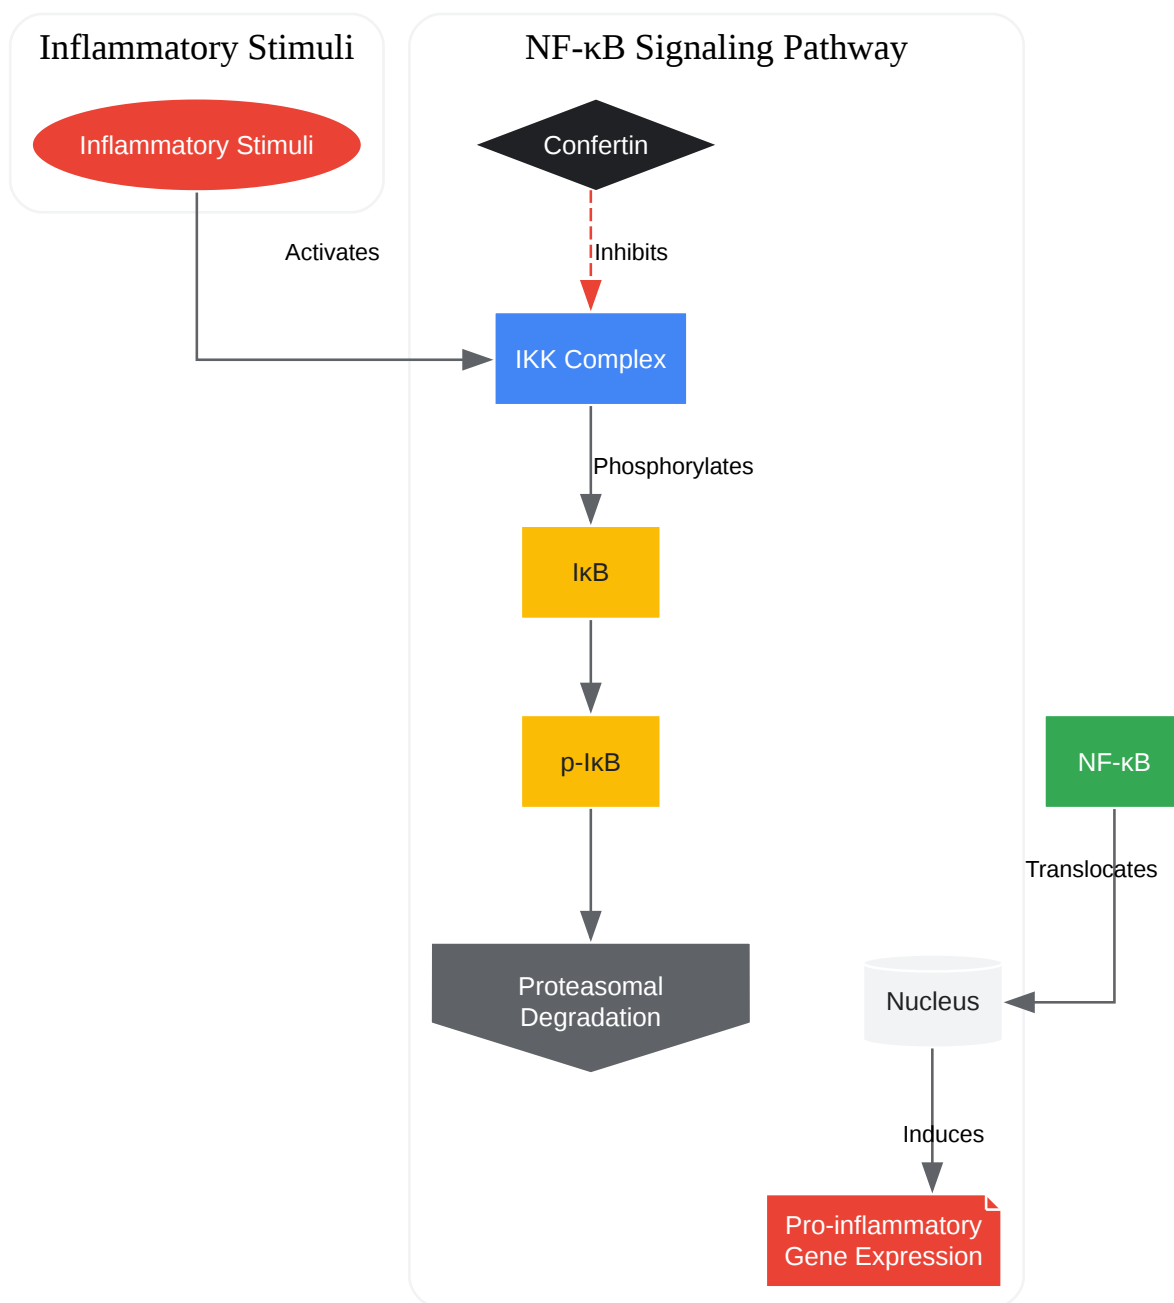 Inflammatory Stimuli
NF-κB Signaling Pathway
Inflammatory Stimuli
Confertin
Activates
Inhibits
IKK Complex
Phosphorylates
IκB
p-IκB
NF-κB
Translocates
Proteasomal
Degradation
Nucleus
Induces
Pro-inflammatory
Gene Expression